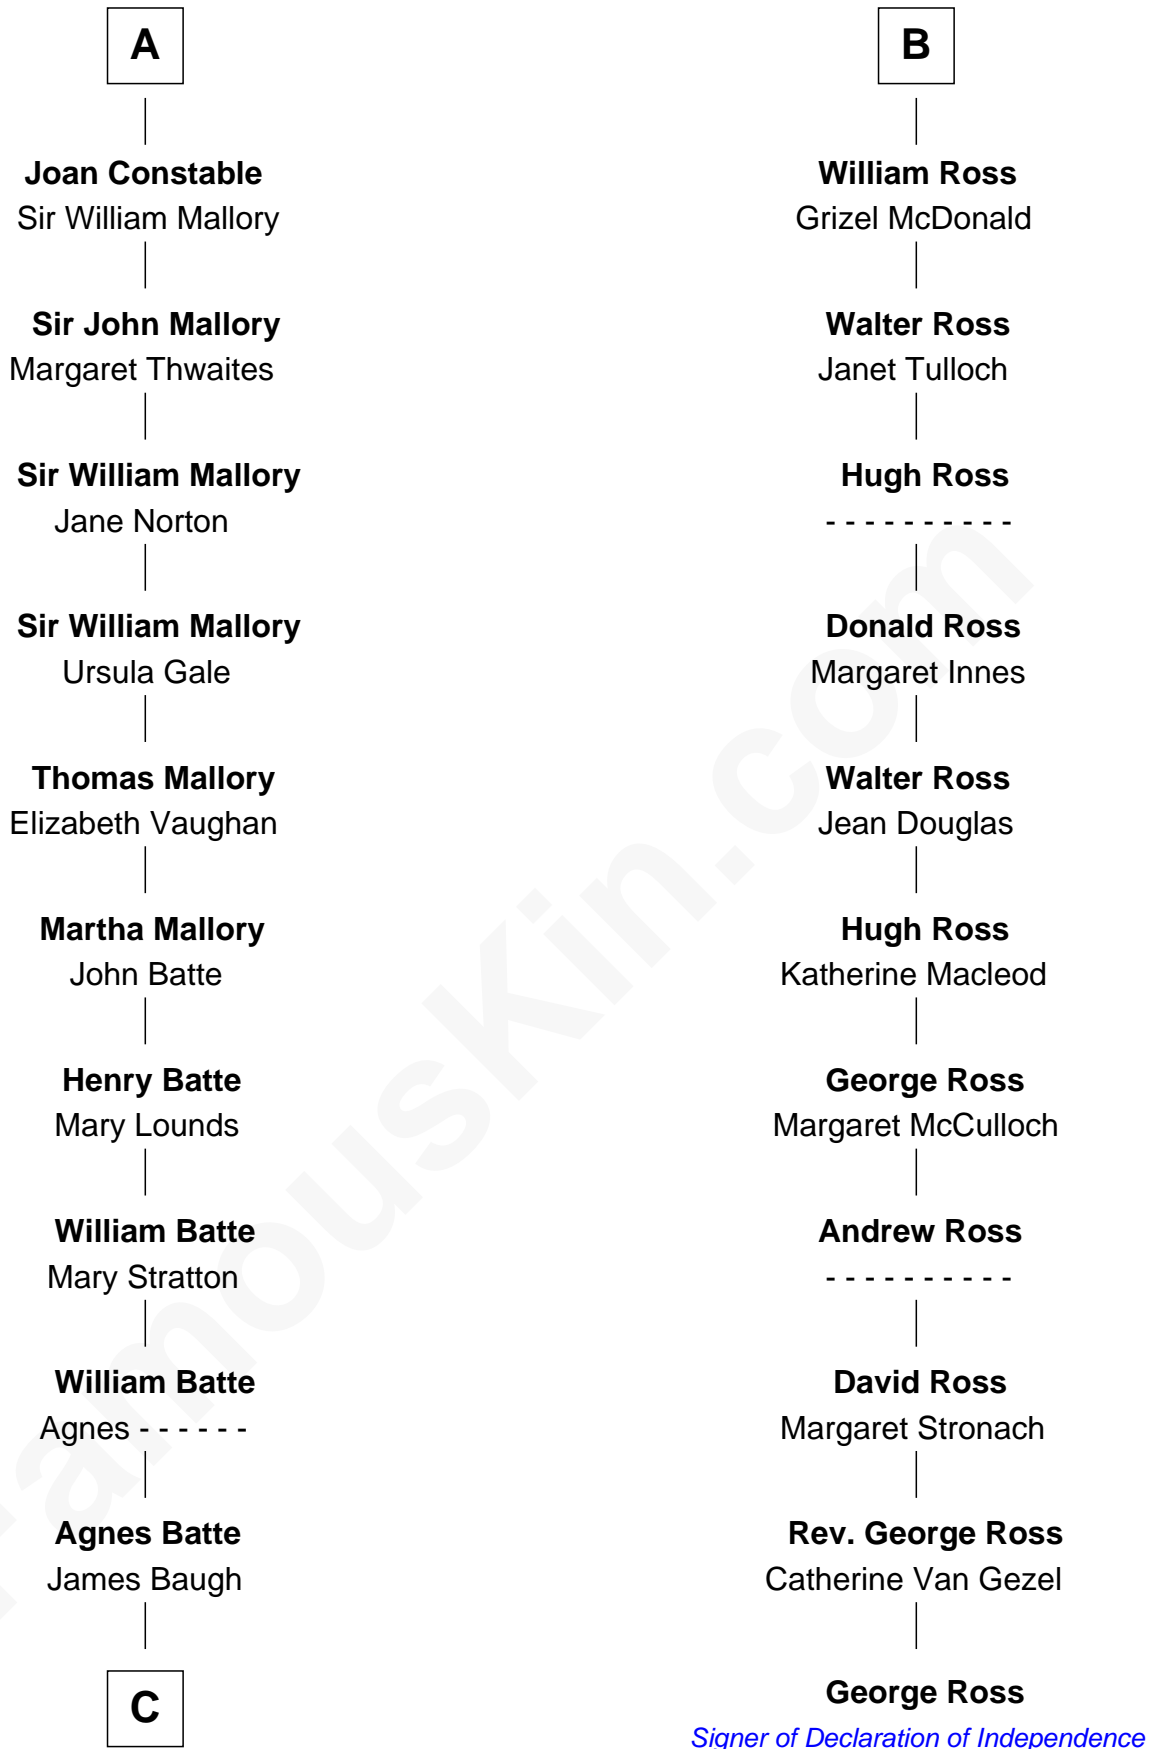 A
Joan Constable
Sir William Mallory
Sir John Mallory
Margaret Thwaites
Sir William Mallory
Jane Norton
Sir William Mallory
Ursula Gale
Thomas Mallory
Elizabeth Vaughan
Martha Mallory
John Batte
Henry Batte
Mary Lounds
William Batte
Mary Stratton
William Batte
Agnes - - - - - -
Agnes Batte
James Baugh
C
B
William Ross
Grizel McDonald
Walter Ross
Janet Tulloch
Hugh Ross
- - - - - - - - - -
Donald Ross
Margaret Innes
Walter Ross
Jean Douglas
Hugh Ross
Katherine Macleod
George Ross
Margaret McCulloch
Andrew Ross
- - - - - - - - - -
David Ross
Margaret Stronach
Rev. George Ross
Catherine Van Gezel
George Ross
Signer of Declaration of Independence
FamousKin.com